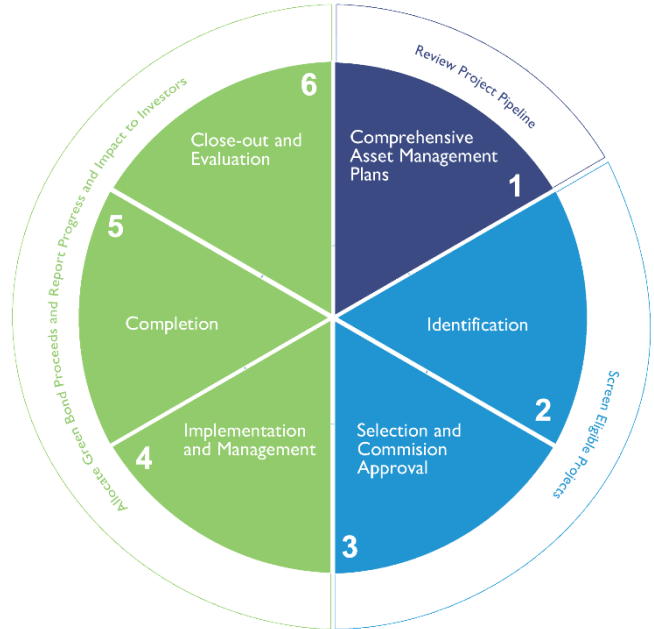 Review Project Pipeline
1
Comprehensive
Asset Management
Plans
Screen Eligible Projects
2
Identification
3
Selection and
Commision
Approval
Allocate Green Bond Proceeds and Report Progress and Impact to Investors
4
Implementation
and Management
5
Completion
6
Close-out and
Evaluation